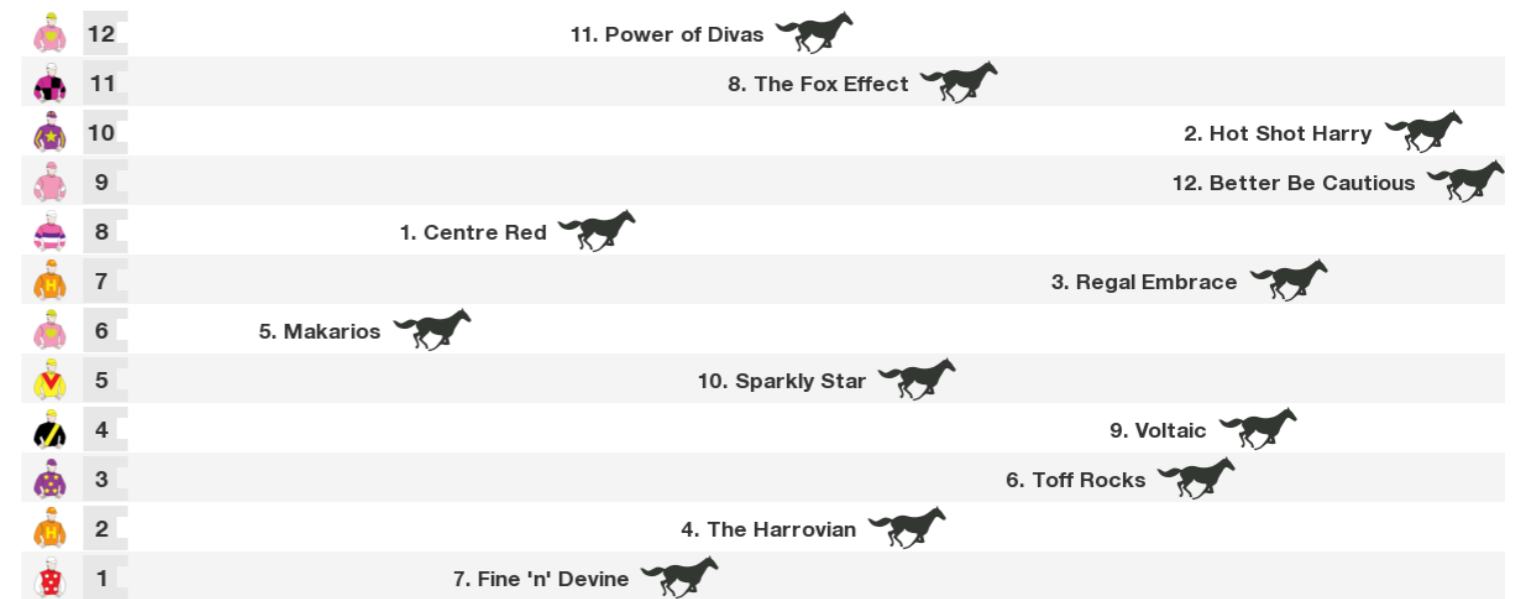 12 11. Power of Divas
11 8. The Fox Effect
10 2. Hot Shot Harry
9 12. Better Be Cautious
8 1. Centre Red
H 7 3. Regal Embrace
6 5. Makarios
5 10. Sparkly Star
4 9. Voltaic
3 6. Toff Rocks
H 2 4. The Harrovian
1 7. Fine 'n' Devine